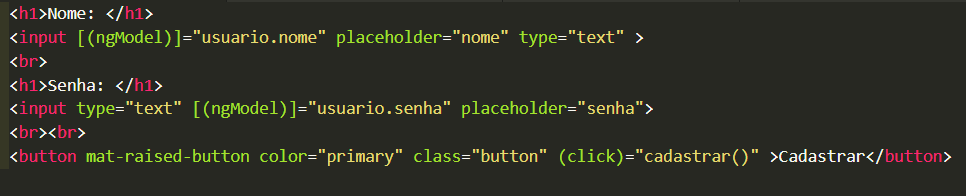 <h1>Nome: </h1>
<input [(ngModel)]="usuario.nome" placeholder="nome" type="text" >
<br>
<h1>Senha: </h1>
<input type="text" [(ngModel)]="usuario.senha" placeholder="senha">
<br><br>
<button mat-raised-button color="primary" class="button" (click)="cadastrar()" >Cadastrar</button>